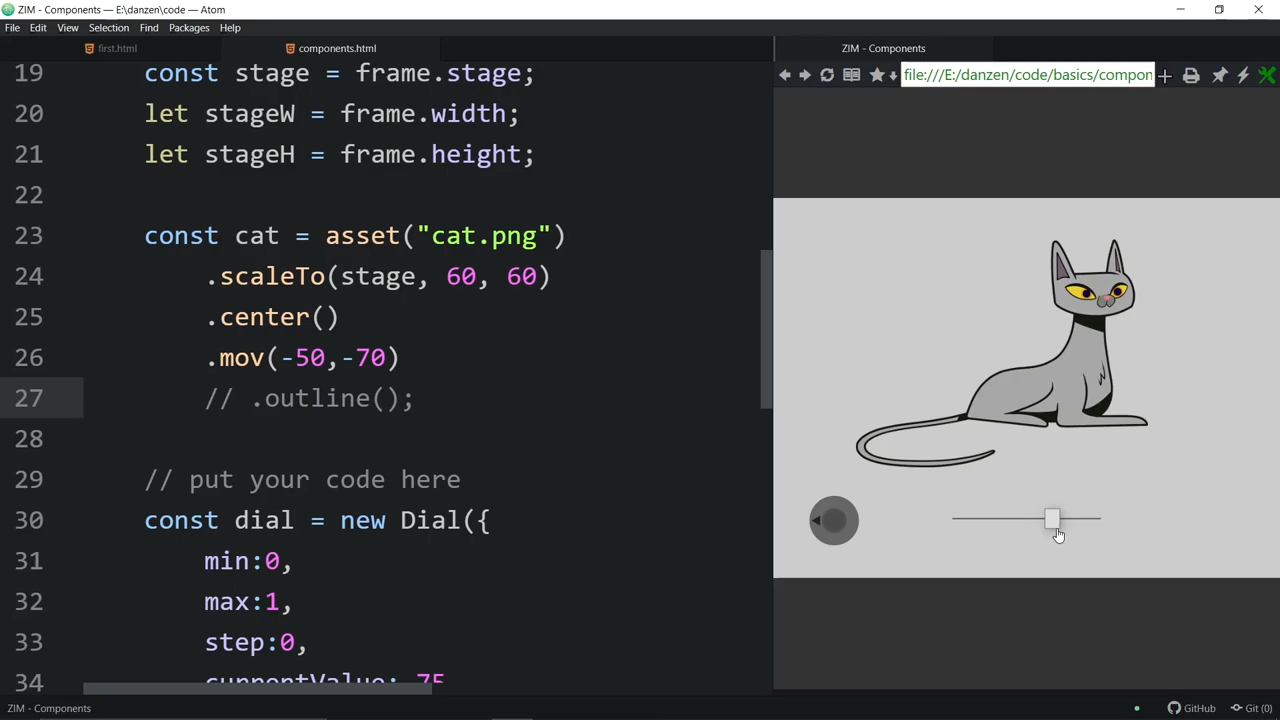 ZIM - Components — E:\danzen\code — Atom
File Edit View Selection Find Packages Help
first.html components.html ZIM - Components
file:///E:/danzen/code/basics/compon
19 const stage = frame.stage;
20 let stageW = frame.width;
21 let stageH = frame.height;
22
23 const cat = asset("cat.png")
24 .scaleTo(stage, 60, 60)
25 .center()
26 .mov(-50,-70)
27 // .outline();
28
29 // put your code here
30 const dial = new Dial({
31 min:0,
32 max:1,
33 step:0,
34 currentValue:.75
ZIM - Components GitHub Git (0)